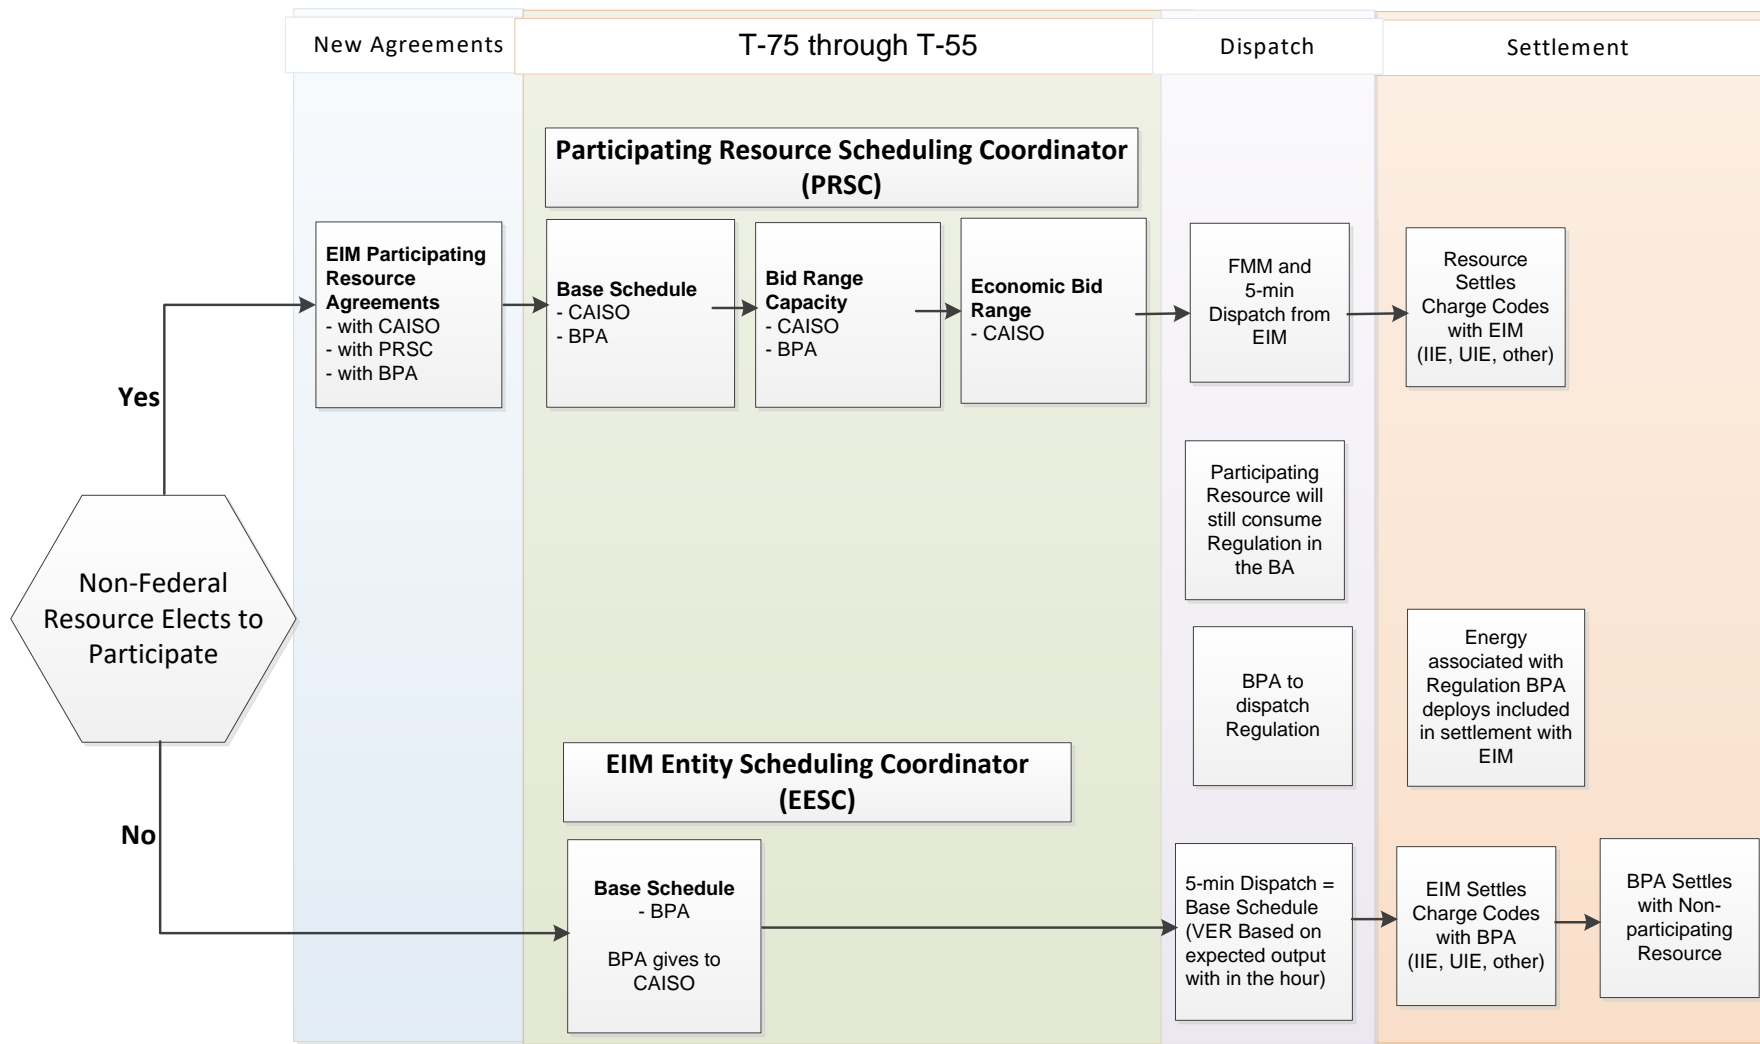 New Agreements
T-75 through T-55
Dispatch
Settlement
Participating Resource Scheduling Coordinator
(PRSC)
EIM Participating
Resource
Agreements
- with CAISO
- with PRSC
- with BPA
Base Schedule
- CAISO
- BPA
Bid Range
Capacity
- CAISO
- BPA
Economic Bid
Range
- CAISO
FMM and
5-min
Dispatch from
EIM
Resource
Settles
Charge Codes
with EIM
(IIE, UIE, other)
Yes
Participating
Resource will
still consume
Regulation in
the BA
Non-Federal
Resource Elects to
Participate
BPA to
dispatch
Regulation
Energy
associated with
Regulation BPA
deploys included
in settlement with
EIM
EIM Entity Scheduling Coordinator
(EESC)
No
Base Schedule
- BPA
BPA gives to
CAISO
5-min Dispatch =
Base Schedule
(VER Based on
expected output
with in the hour)
EIM Settles
Charge Codes
with BPA
(IIE, UIE, other)
BPA Settles
with Non-
participating
Resource